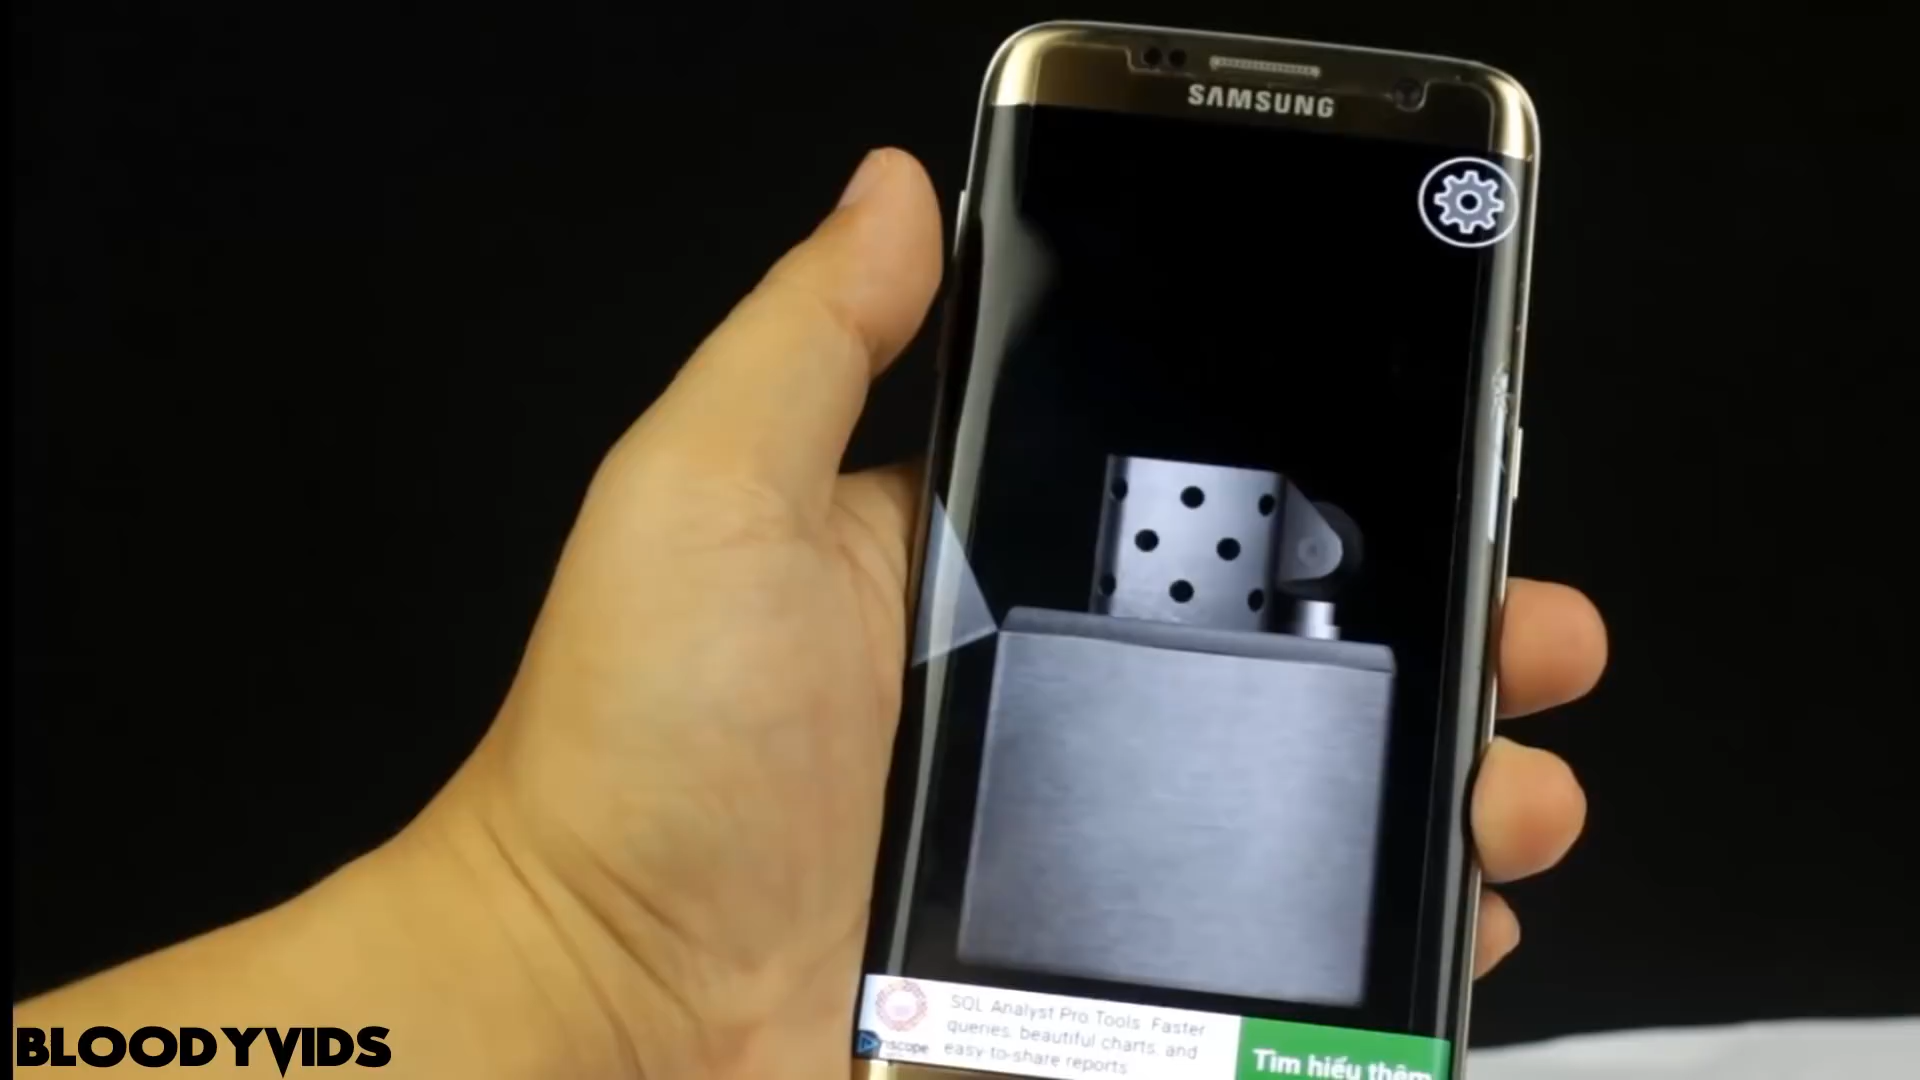 SAMSUNG
SQL Analyst Pro Tools. Faster
queries, beautiful charts, and
easy-to-share reports
Tìm hiểu thêm
BLOODYVIDS